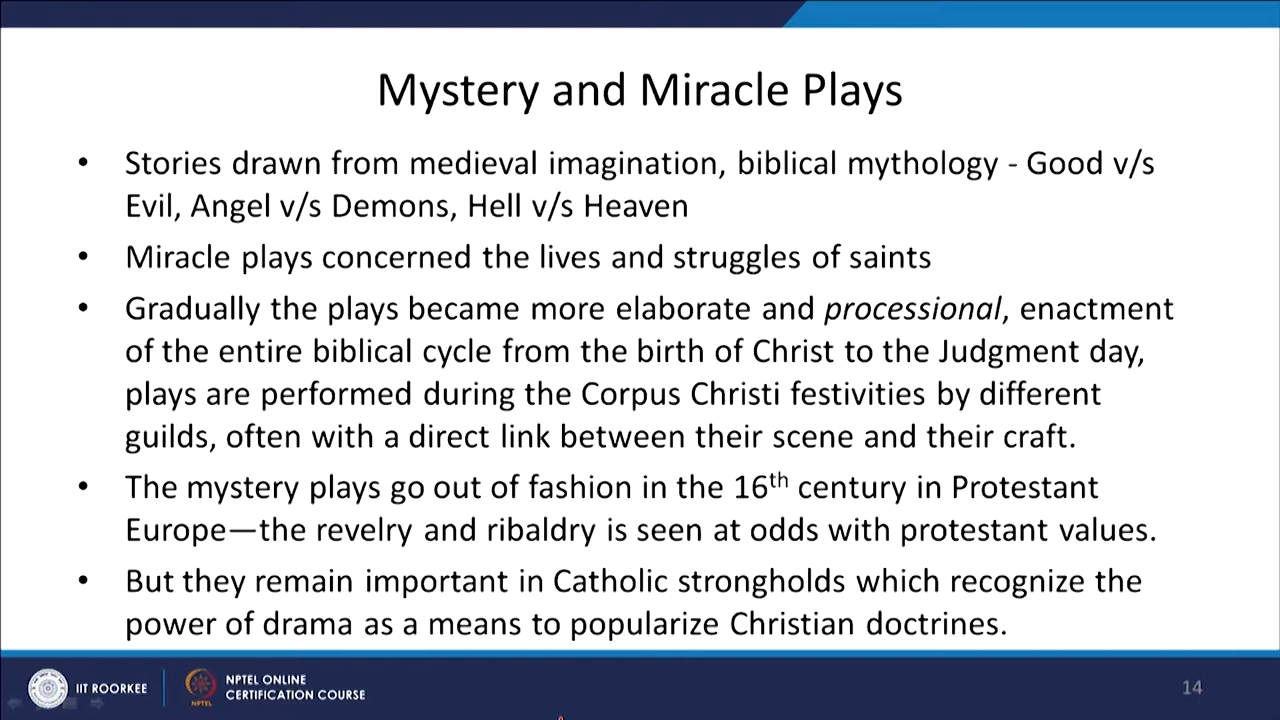 Mystery and Miracle Plays
• Stories drawn from medieval imagination, biblical mythology - Good v/s
Evil, Angel v/s Demons, Hell v/s Heaven
• Miracle plays concerned the lives and struggles of saints
• Gradually the plays became more elaborate and processional, enactment
of the entire biblical cycle from the birth of Christ to the Judgment day,
plays are performed during the Corpus Christi festivities by different
guilds, often with a direct link between their scene and their craft.
• The mystery plays go out of fashion in the 16th century in Protestant
Europe—the revelry and ribaldry is seen at odds with protestant values.
• But they remain important in Catholic strongholds which recognize the
power of drama as a means to popularize Christian doctrines.
IIT ROORKEE
NPTEL
NPTEL ONLINE
CERTIFICATION COURSE
14